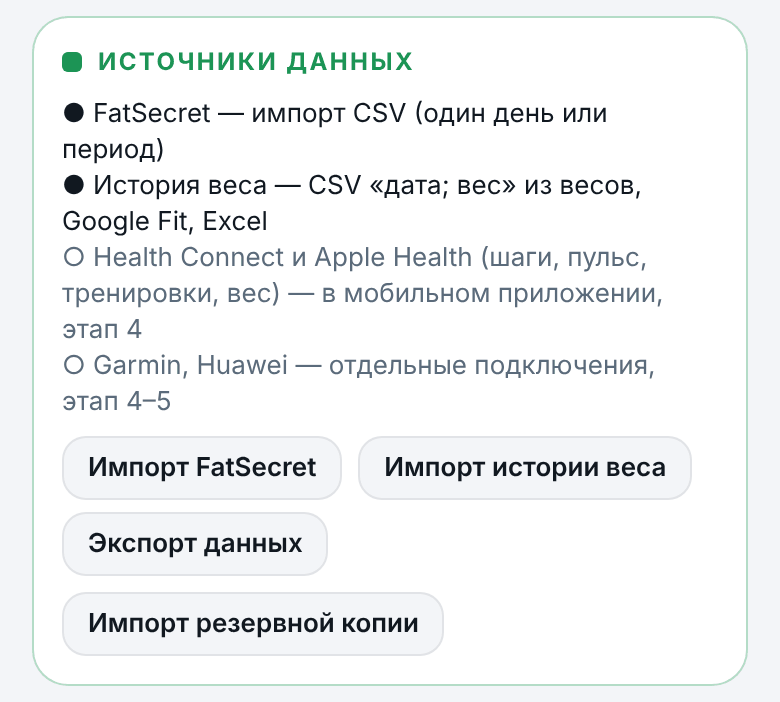 ИСТОЧНИКИ ДАННЫХ
● FatSecret — импорт CSV (один день или
период)
● История веса — CSV «дата; вес» из весов,
Google Fit, Excel
○ Health Connect и Apple Health (шаги, пульс,
тренировки, вес) — в мобильном приложении,
этап 4
○ Garmin, Huawei — отдельные подключения,
этап 4–5
Импорт FatSecret
Импорт истории веса
Экспорт данных
Импорт резервной копии